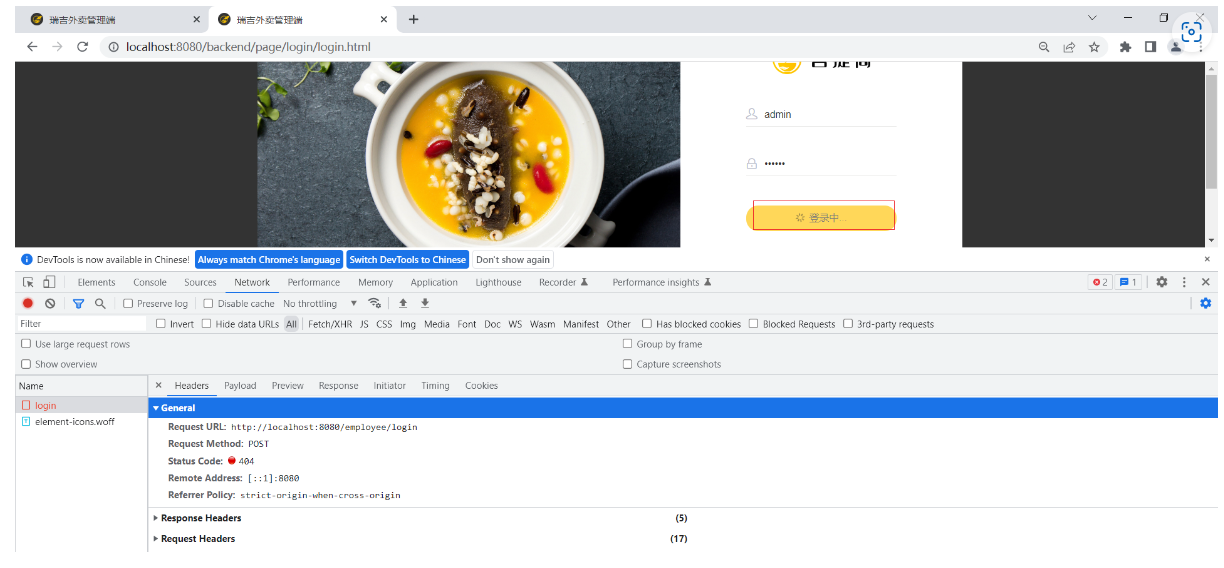 瑞吉外卖管理端
瑞吉外卖管理端
localhost:8080/backend/page/login/login.html
admin
••••••
登录中...
DevTools is now available in Chinese! Always match Chrome's language Switch DevTools to Chinese Don't show again
Elements Console Sources Network Performance Memory Application Lighthouse Recorder Performance insights 2 1
Preserve log Disable cache No throttling
Filter Invert Hide data URLs All Fetch/XHR JS CSS Img Media Font Doc WS Wasm Manifest Other Has blocked cookies Blocked Requests 3rd-party requests
Use large request rows Group by frame
Show overview Capture screenshots
Name Headers Payload Preview Response Initiator Timing Cookies
login
element-icons.woff
General
Request URL: http://localhost:8080/employee/login
Request Method: POST
Status Code: 404
Remote Address: [::1]:8080
Referrer Policy: strict-origin-when-cross-origin
Response Headers (5)
Request Headers (17)